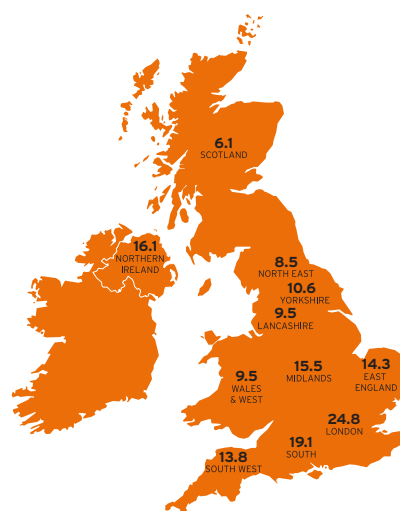 6.1
SCOTLAND
16.1
NORTHERN
IRELAND
8.5
NORTH EAST
10.6
YORKSHIRE
9.5
LANCASHIRE
15.5
MIDLANDS
14.3
EAST
ENGLAND
9.5
WALES
& WEST
24.8
LONDON
19.1
SOUTH
13.8
SOUTH WEST